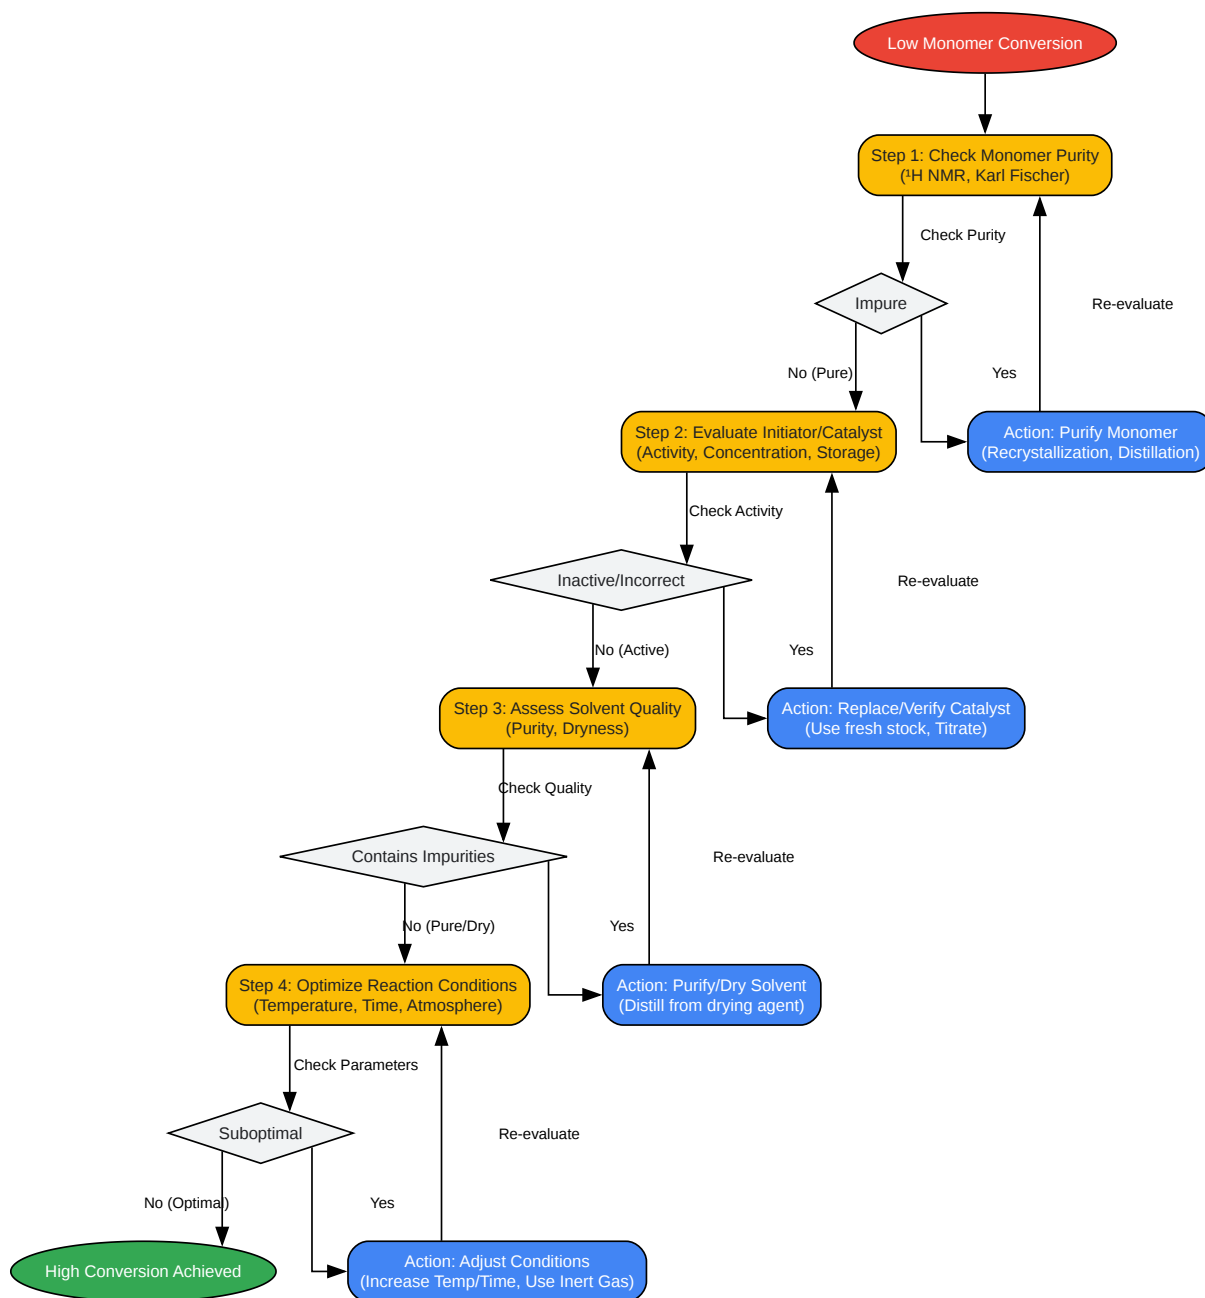 Low Monomer Conversion
Step 1: Check Monomer Purity
(¹H NMR, Karl Fischer)
Check Purity
Impure
Re-evaluate
No (Pure)
Yes
Step 2: Evaluate Initiator/Catalyst
(Activity, Concentration, Storage)
Action: Purify Monomer
(Recrystallization, Distillation)
Check Activity
Inactive/Incorrect
Re-evaluate
No (Active)
Yes
Step 3: Assess Solvent Quality
(Purity, Dryness)
Action: Replace/Verify Catalyst
(Use fresh stock, Titrate)
Check Quality
Contains Impurities
Re-evaluate
No (Pure/Dry)
Yes
Step 4: Optimize Reaction Conditions
(Temperature, Time, Atmosphere)
Action: Purify/Dry Solvent
(Distill from drying agent)
Check Parameters
Suboptimal
Re-evaluate
No (Optimal)
Yes
High Conversion Achieved
Action: Adjust Conditions
(Increase Temp/Time, Use Inert Gas)